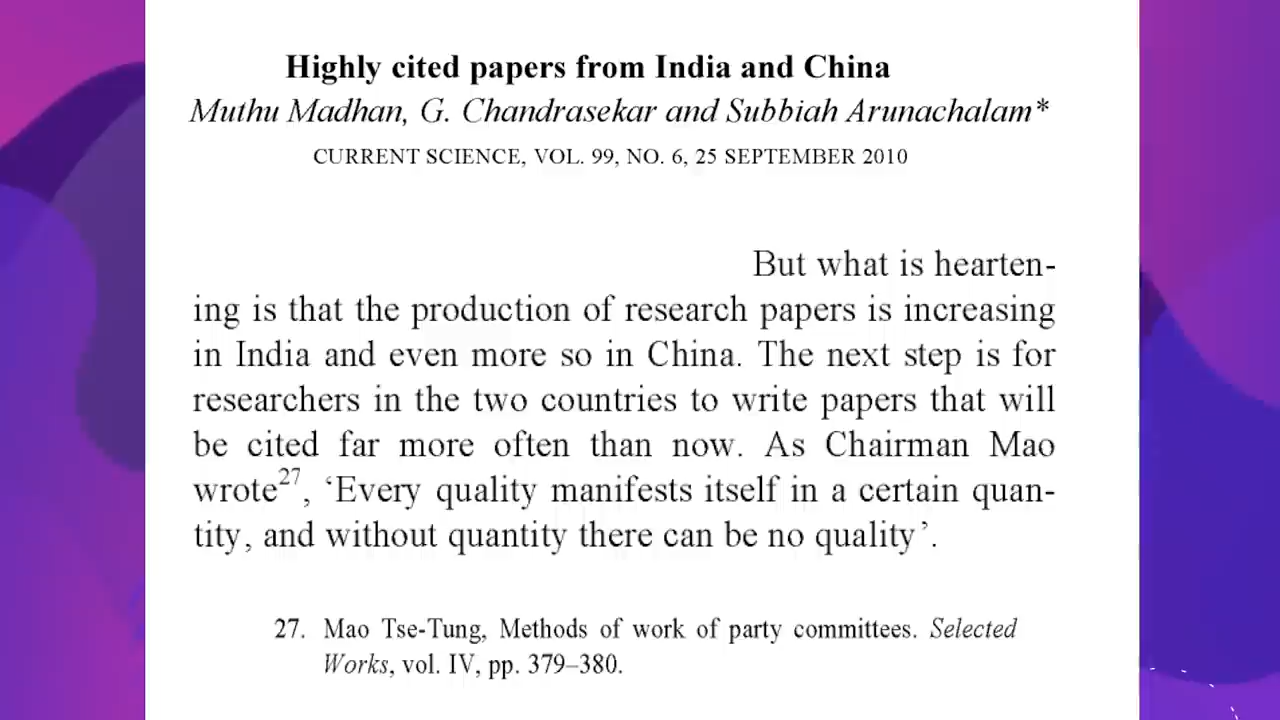 Highly cited papers from India and China
Muthu Madhan, G. Chandrasekar and Subbiah Arunachalam*
CURRENT SCIENCE, VOL. 99, NO. 6, 25 SEPTEMBER 2010
But what is hearten-
ing is that the production of research papers is increasing
in India and even more so in China. The next step is for
researchers in the two countries to write papers that will
be cited far more often than now. As Chairman Mao
wrote27, ‘Every quality manifests itself in a certain quan-
tity, and without quantity there can be no quality’.
27. Mao Tse-Tung, Methods of work of party committees. Selected
Works, vol. IV, pp. 379–380.